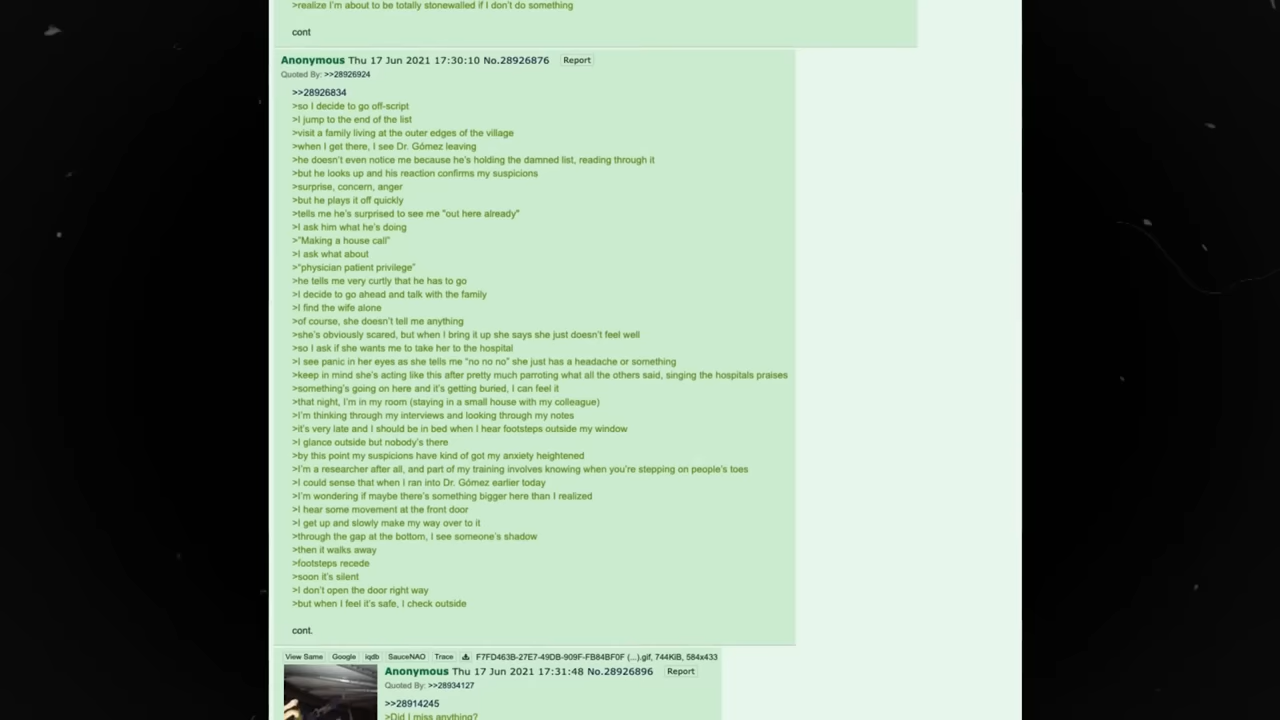 >realize I'm about to be totally stonewalled if I don't do something
cont
Anonymous Thu 17 Jun 2021 17:30:10 No.28926876 Report
Quoted By: >>28926924
>>28926834
>so I decide to go off-script
>I jump to the end of the list
>visit a family living at the outer edges of the village
>when I get there, I see Dr. Gómez leaving
>he doesn't even notice me because he's holding the damned list, reading through it
>but he looks up and his reaction confirms my suspicions
>surprise, concern, anger
>but he plays it off quickly
>tells me he's surprised to see me "out here already"
>I ask him what he's doing
>"Making a house call"
>I ask what about
>"physician patient privilege"
>he tells me very curtly that he has to go
>I decide to go ahead and talk with the family
>I find the wife alone
>of course, she doesn't tell me anything
>she's obviously scared, but when I bring it up she says she just doesn't feel well
>so I ask if she wants me to take her to the hospital
>I see panic in her eyes as she tells me "no no no" she just has a headache or something
>keep in mind she's acting like this after pretty much parroting what all the others said, singing the hospitals praises
>something's going on here and it's getting buried, I can feel it
>that night, I'm in my room (staying in a small house with my colleague)
>I'm thinking through my interviews and looking through my notes
>it's very late and I should be in bed when I hear footsteps outside my window
>I glance outside but nobody's there
>by this point my suspicions have kind of got my anxiety heightened
>I'm a researcher after all, and part of my training involves knowing when you're stepping on people's toes
>I could sense that when I ran into Dr. Gómez earlier today
>I'm wondering if maybe there's something bigger here than I realized
>I hear some movement at the front door
>I get up and slowly make my way over to it
>through the gap at the bottom, I see someone's shadow
>then it walks away
>footsteps recede
>soon it's silent
>I don't open the door right way
>but when I feel it's safe, I check outside
cont.
View Same Google iqdb SauceNAO Trace F7FD463B-27E7-49DB-909F-FB84BF0F (...).gif, 744KiB, 584x433
Anonymous Thu 17 Jun 2021 17:31:48 No.28926896 Report
Quoted By: >>28934127
>>28914245
>Did I miss anything?